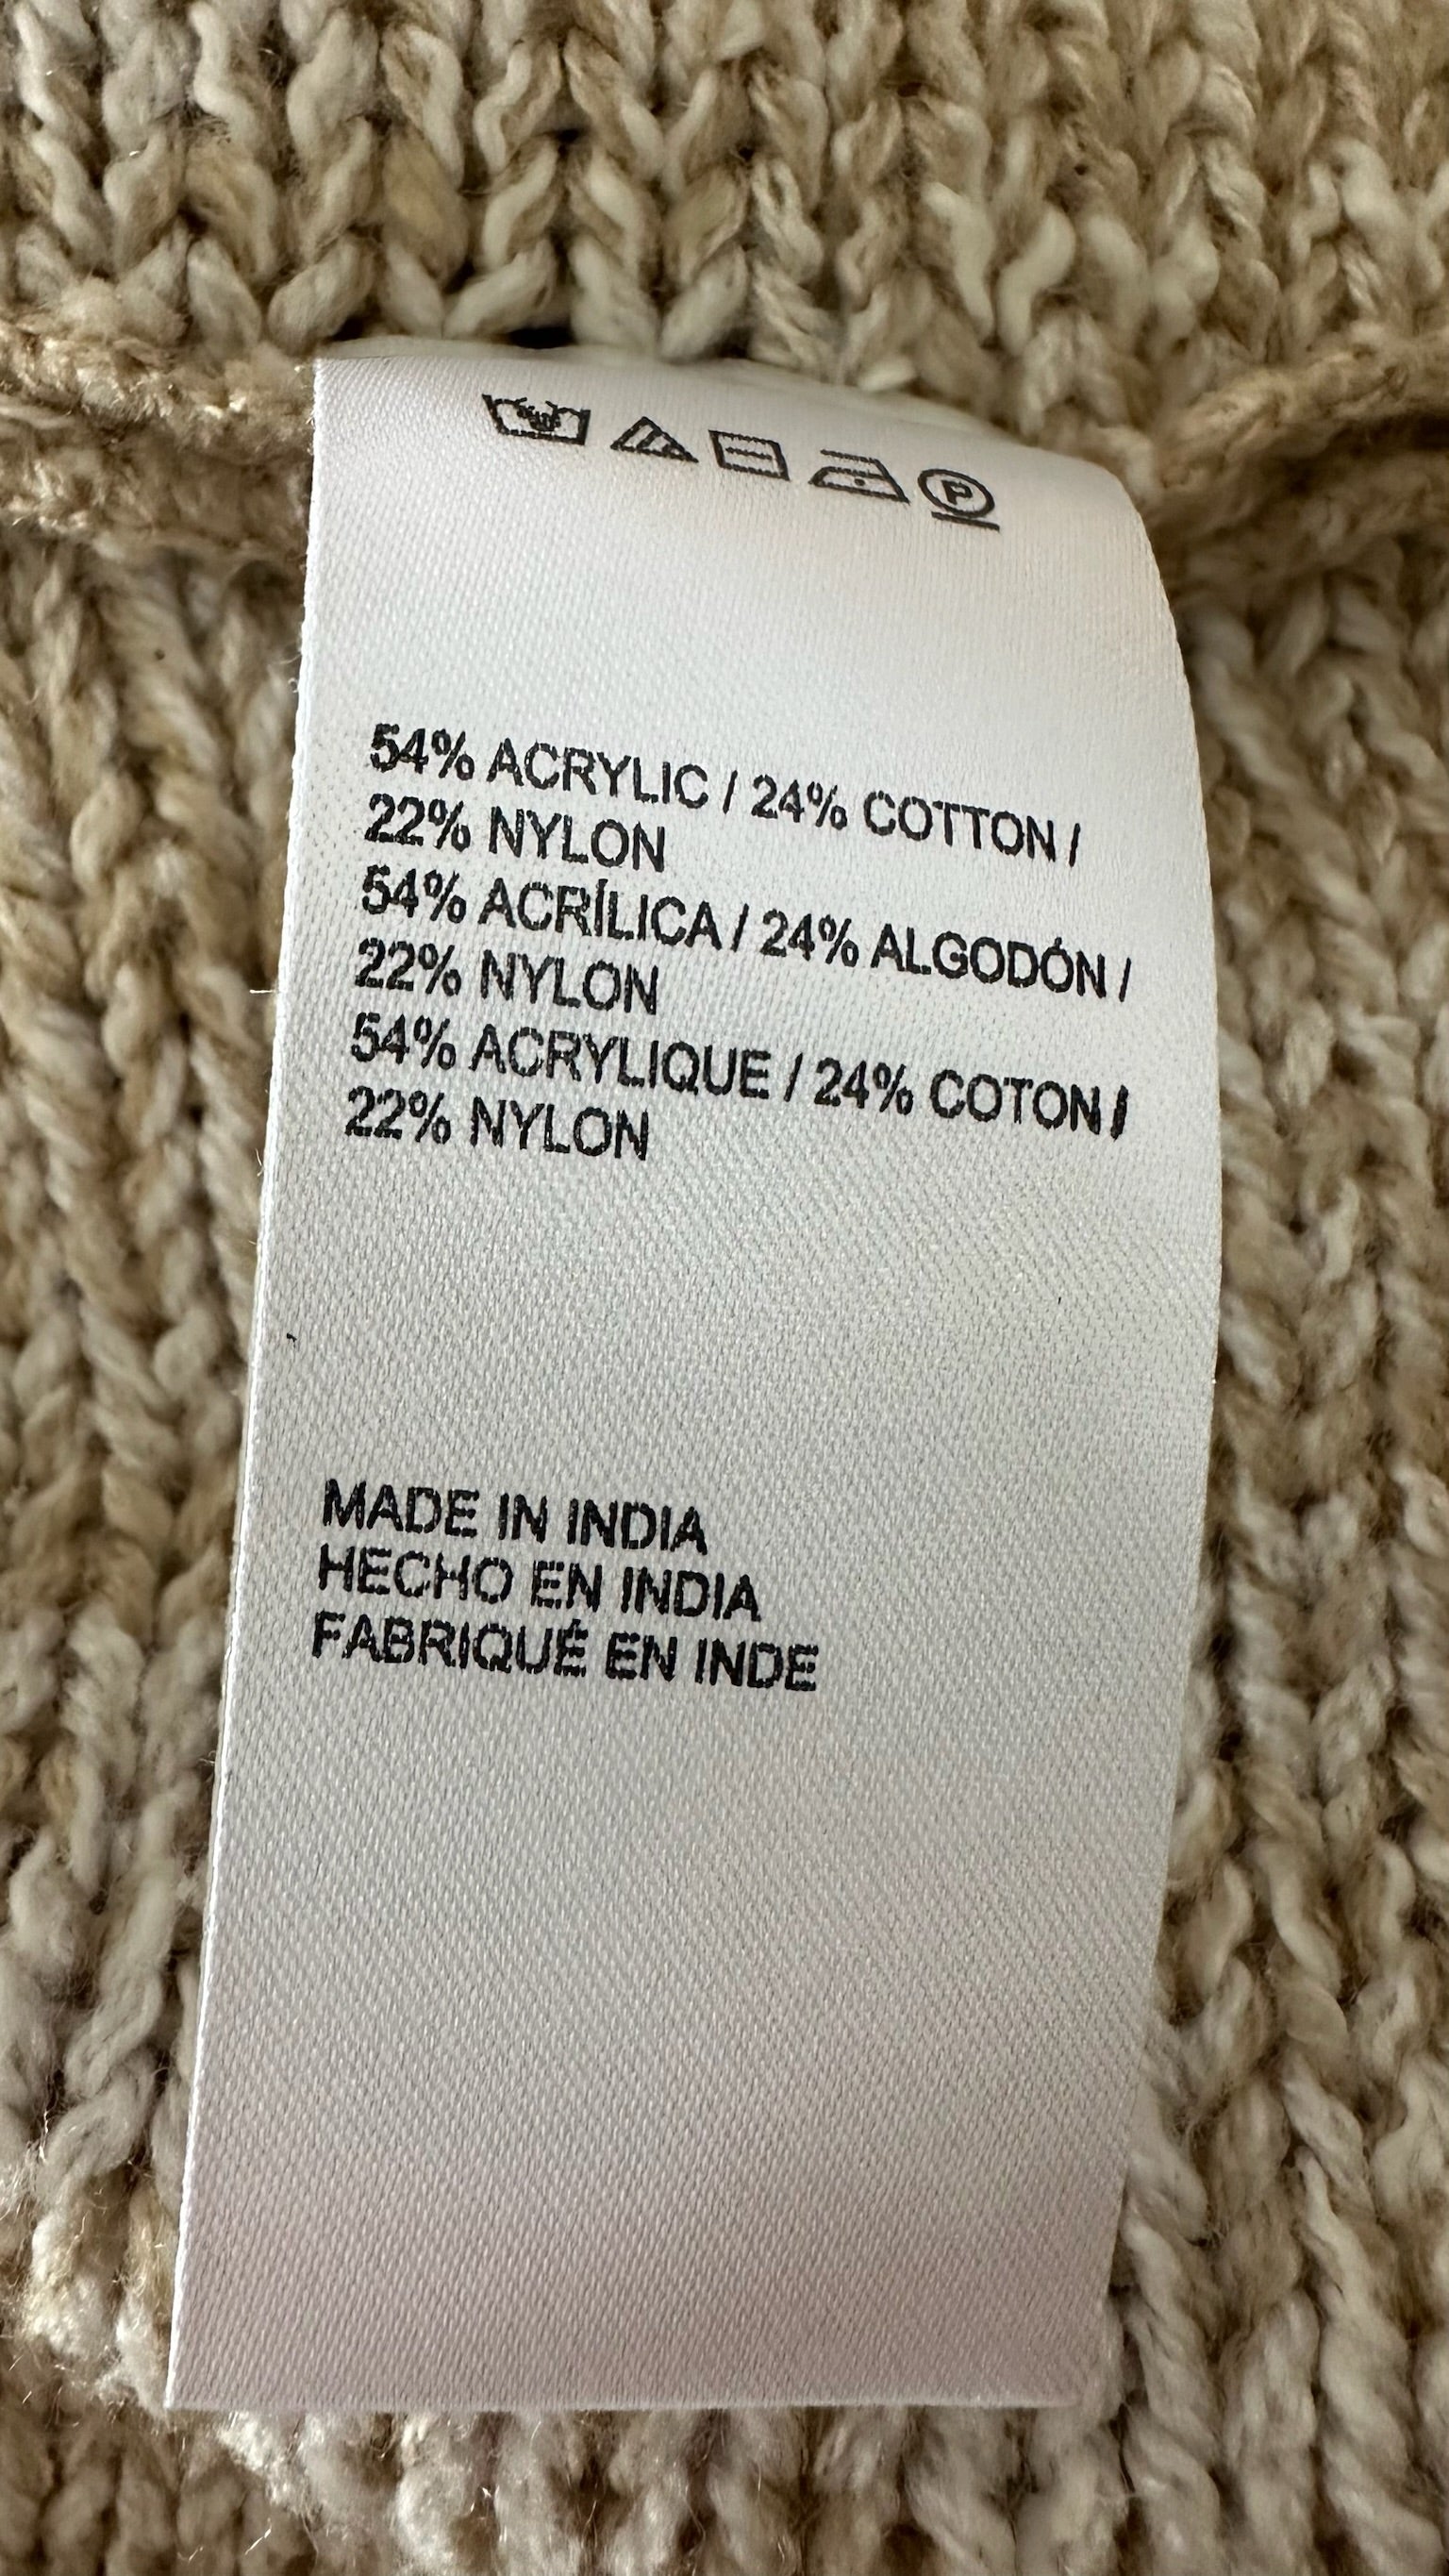 P
54% ACRYLIC / 24% COTTON /
22% NYLON
54% ACRÍLICA / 24% ALGODÓN /
22% NYLON
54% ACRYLIQUE / 24% COTON /
22% NYLON
MADE IN INDIA
HECHO EN INDIA
FABRIQUÉ EN INDE